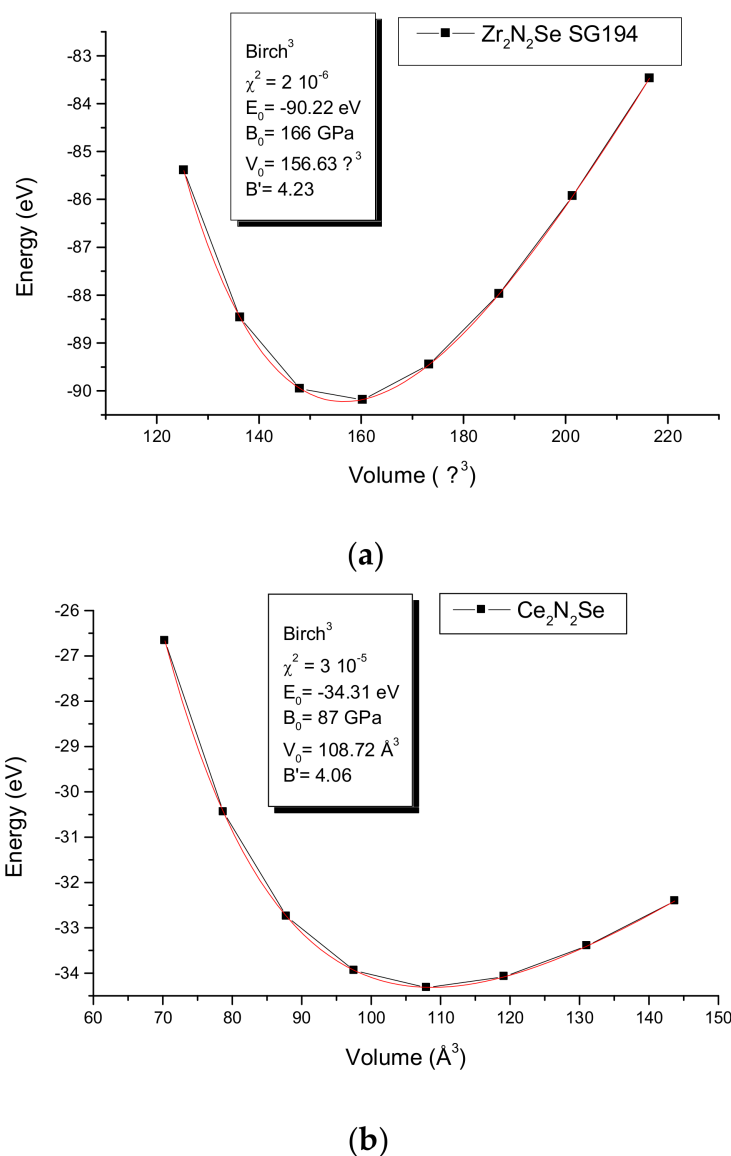 Birch³
χ² = 2 10⁻⁶
E₀= -90.22 eV
B₀= 166 GPa
V₀= 156.63 ?³
B'= 4.23
Zr₂N₂Se SG194
-83
-84
-85
-86
-87
-88
-89
-90
Energy (eV)
120 140 160 180 200 220
Volume ( ?³)
(a)
Birch³
χ² = 3 10⁻⁵
E₀= -34.31 eV
B₀= 87 GPa
V₀= 108.72 Å³
B'= 4.06
Ce₂N₂Se
-26
-27
-28
-29
-30
-31
-32
-33
-34
Energy (eV)
60 70 80 90 100 110 120 130 140 150
Volume (Å³)
(b)